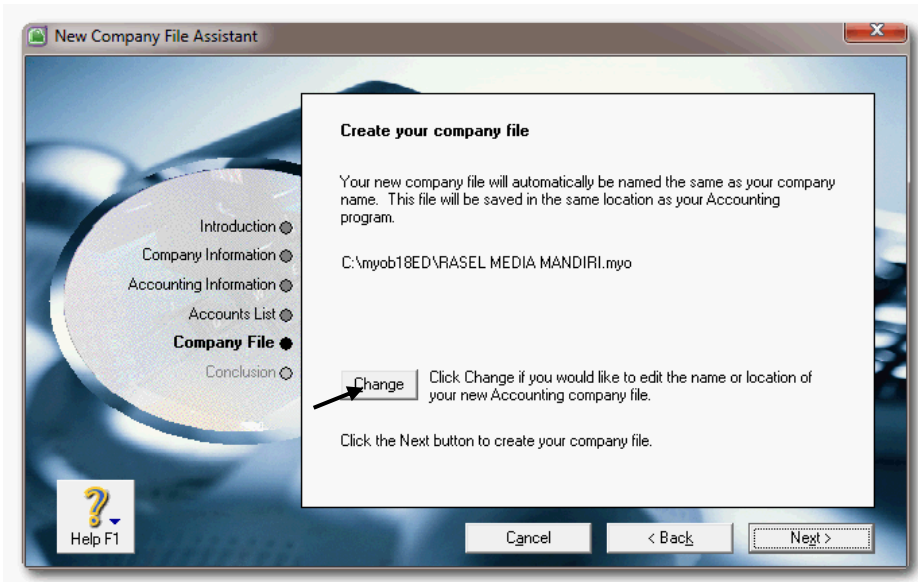 New Company File Assistant
Create your company file
Your new company file will automatically be named the same as your company
name. This file will be saved in the same location as your Accounting
program.
C:\myob18ED\RASEL MEDIA MANDIRI.myo
Introduction
Company Information
Accounting Information
Accounts List
Company File
Conclusion
Change
Click Change if you would like to edit the name or location of
your new Accounting company file.
Click the Next button to create your company file.
Help F1
Cancel
< Back
Next >